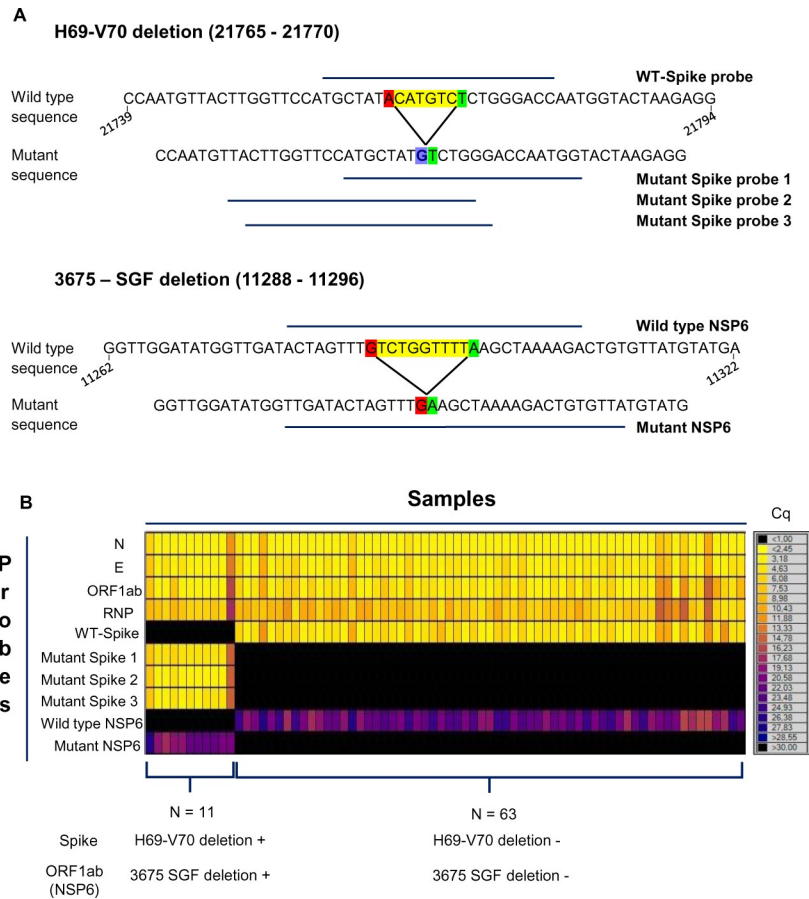 A
H69-V70 deletion (21765 - 21770)
WT-Spike probe
Wild type
sequence
CCAATGTTACTTGGTTCCATGCTATACATGTCTCTGGGACCAATGGTACTAAGAGG
21739
21794
Mutant
sequence
CCAATGTTACTTGGTTCCATGCTATGTCTGGGACCAATGGTACTAAGAGG
Mutant Spike probe 1
Mutant Spike probe 2
Mutant Spike probe 3
3675 – SGF deletion (11288 - 11296)
Wild type NSP6
Wild type
sequence
GGTTGGATATGGTTGATACTAGTTTGTCTGGTTTTAAGCTAAAAGACTGTGTTATGTATGA
11262
11322
Mutant
sequence
GGTTGGATATGGTTGATACTAGTTTGAAGCTAAAAGACTGTGTTATGTATG
Mutant NSP6
B
Samples
Cq
Probes
N
E
ORF1ab
RNP
WT-Spike
Mutant Spike 1
Mutant Spike 2
Mutant Spike 3
Wild type NSP6
Mutant NSP6
<1,00
<2,45
3,18
4,63
6,08
7,53
8,98
10,43
11,88
13,33
14,78
16,23
17,68
19,13
20,58
22,03
23,48
24,93
26,38
27,83
>28,55
>30,00
N = 11
N = 63
Spike
H69-V70 deletion +
H69-V70 deletion -
ORF1ab
(NSP6)
3675 SGF deletion +
3675 SGF deletion -